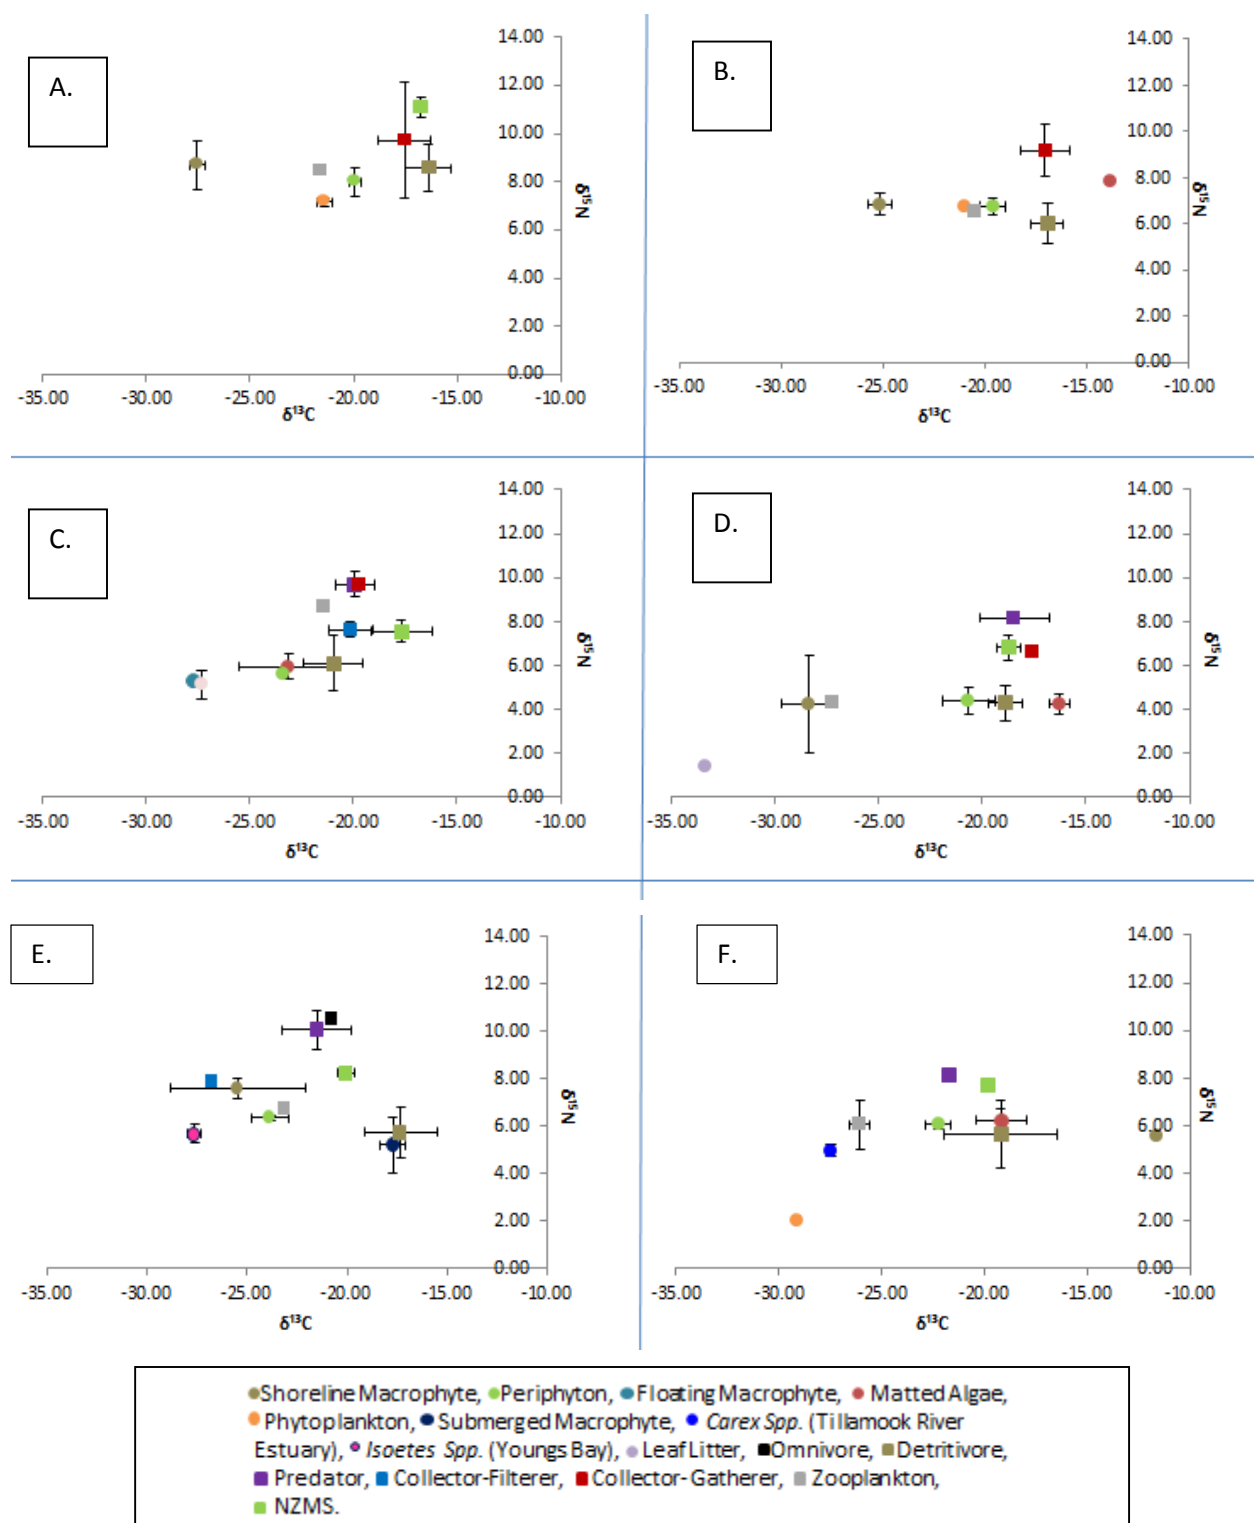 A.
14.00
12.00
10.00
8.00
6.00
4.00
2.00
0.00
δ¹⁵N
-35.00 -30.00 -25.00 -20.00 -15.00 -10.00
δ¹³C
B.
14.00
12.00
10.00
8.00
6.00
4.00
2.00
0.00
δ¹⁵N
-35.00 -30.00 -25.00 -20.00 -15.00 -10.00
δ¹³C
C.
14.00
12.00
10.00
8.00
6.00
4.00
2.00
0.00
δ¹⁵N
-35.00 -30.00 -25.00 -20.00 -15.00 -10.00
δ¹³C
D.
14.00
12.00
10.00
8.00
6.00
4.00
2.00
0.00
δ¹⁵N
-35.00 -30.00 -25.00 -20.00 -15.00 -10.00
δ¹³C
E.
14.00
12.00
10.00
8.00
6.00
4.00
2.00
0.00
δ¹⁵N
-35.00 -30.00 -25.00 -20.00 -15.00 -10.00
δ¹³C
F.
14.00
12.00
10.00
8.00
6.00
4.00
2.00
0.00
δ¹⁵N
-35.00 -30.00 -25.00 -20.00 -15.00 -10.00
δ¹³C
Shoreline Macrophyte, Periphyton, Floating Macrophyte, Matted Algae,
Phytoplankton, Submerged Macrophyte, Carex Spp. (Tillamook River
Estuary), Isoetes Spp. (Youngs Bay), Leaf Litter, Omnivore, Detritivore,
Predator, Collector-Filterer, Collector- Gatherer, Zooplankton,
NZMS.